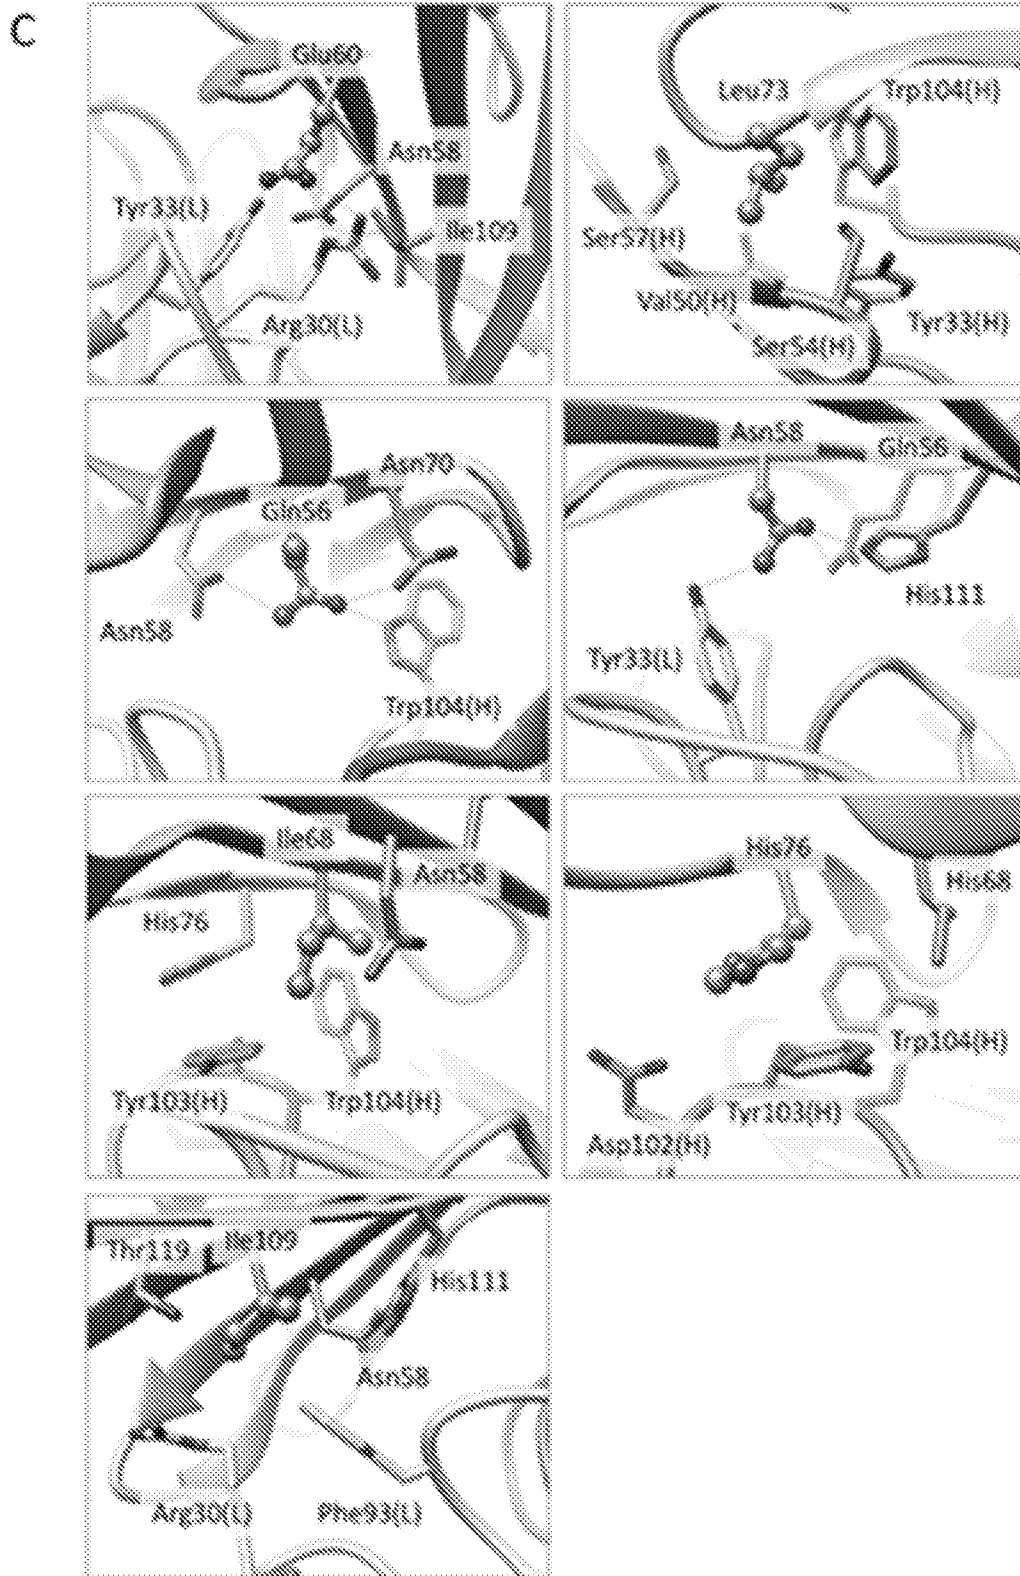 C
Glu60
Asn58
Tyr33(L)
Ile109
Arg30(L)
Leu73
Trp104(H)
Ser57(H)
Val50(H)
Tyr33(H)
Ser54(H)
Asn70
Gln56
Asn58
Trp104(H)
Asn58
Gln56
His111
Tyr33(L)
Ile68
Asn58
His76
Tyr103(H)
Trp104(H)
His76
His68
Trp104(H)
Tyr103(H)
Asp102(H)
Thr119
Ile109
His111
Asn58
Arg30(L)
Phe93(L)